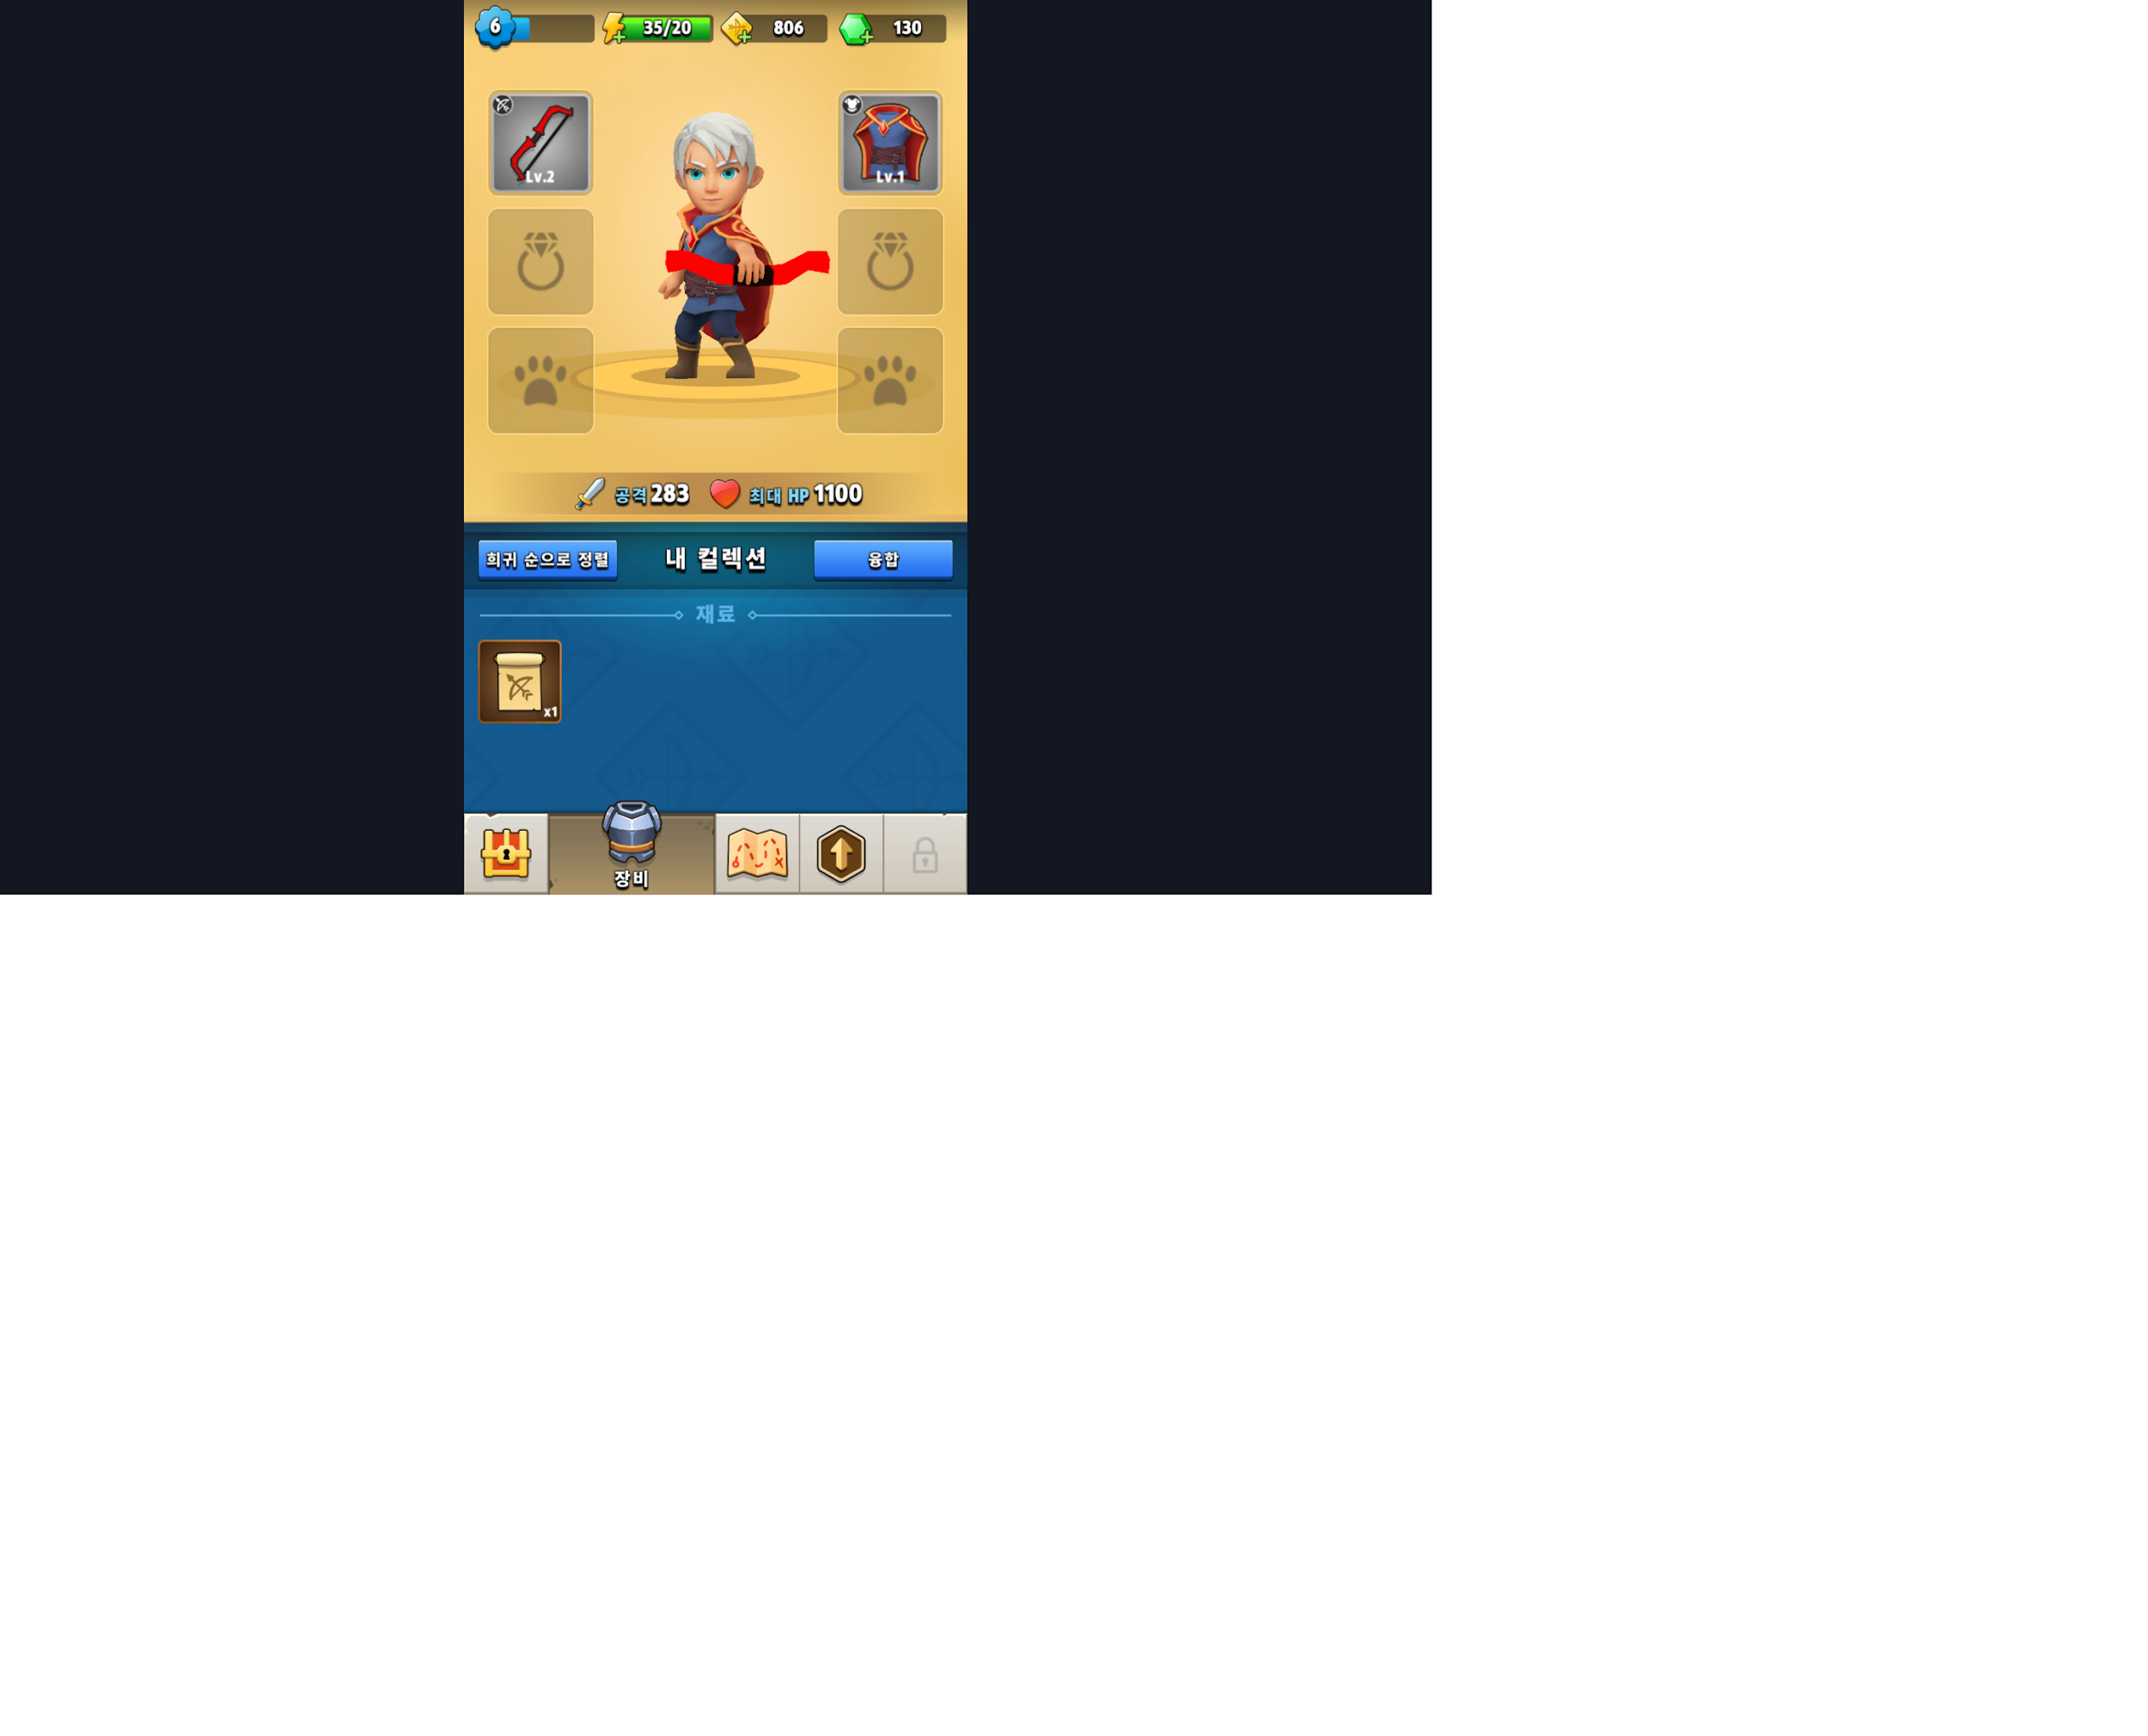 6
35/20
806
130
Lv.2
Lv.1
공격 283 최대 HP 1100
희귀 순으로 정렬
내 컬렉션
융합
재료
x1
장비